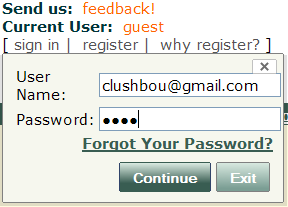 Send us: feedback!
Current User: guest
[ sign in | register | why register? ]
x
User Name: clushbou@gmail.com
Password: ●●●●
Forgot Your Password?
Continue Exit